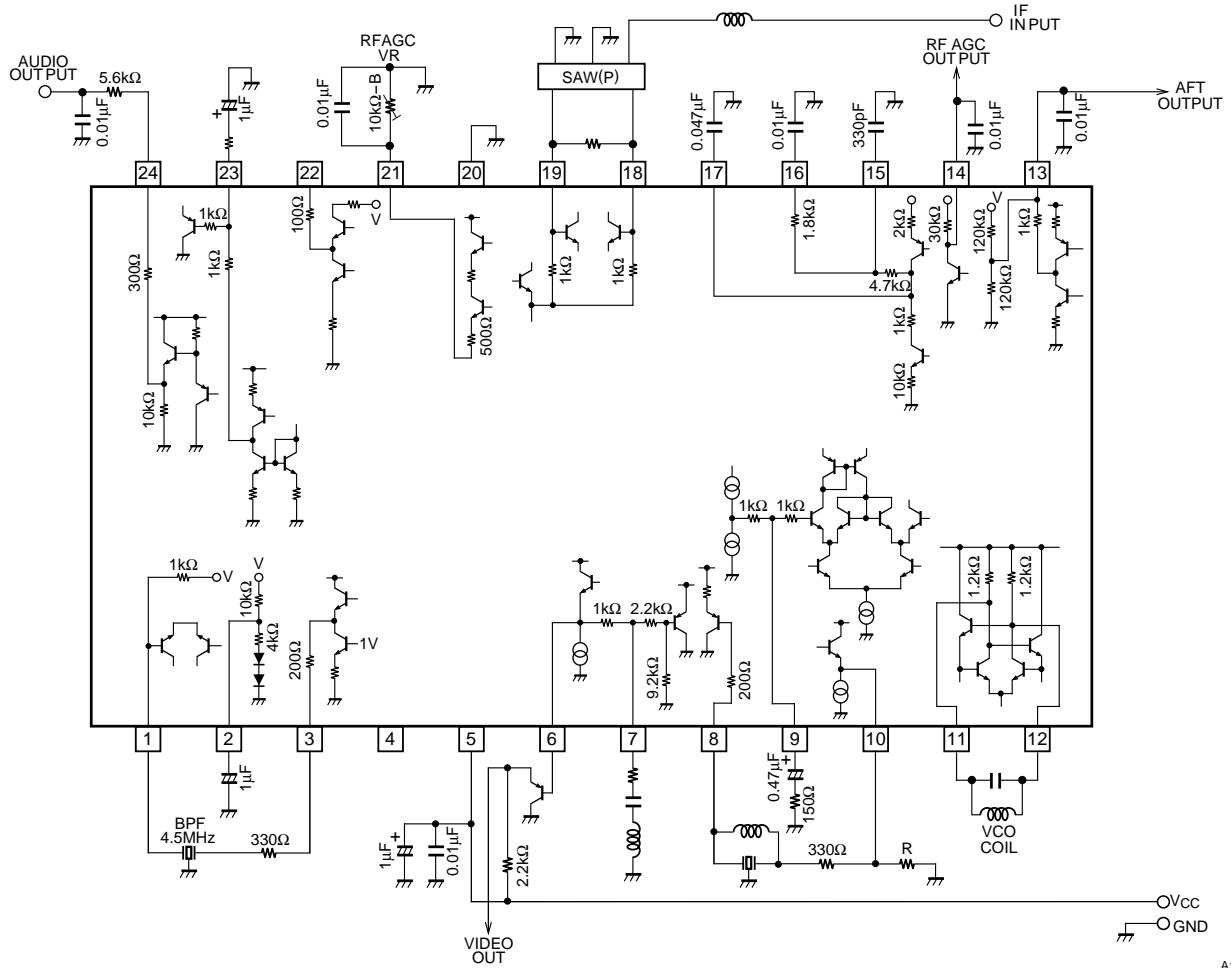 IF
INPUT
RFAGC
VR
RF AGC
OUTPUT
AUDIO
OUTPUT
5.6kΩ
SAW(P)
AFT
OUTPUT
0.01µF
+
1µF
0.01µF
10kΩ–B
0.047µF
0.01µF
330pF
0.01µF
0.01µF
24
23
22
21
20
19
18
17
16
15
14
13
1kΩ
100Ω
V
1.8kΩ
2kΩ
30kΩ
V
120kΩ
1kΩ
300Ω
1kΩ
1kΩ
1kΩ
4.7kΩ
120kΩ
500Ω
1kΩ
10kΩ
10kΩ
1kΩ
1kΩ
1kΩ
V
V
10kΩ
4kΩ
200Ω
1V
1kΩ
2.2kΩ
9.2kΩ
200Ω
1.2kΩ
1.2kΩ
1
2
3
4
5
6
7
8
9
10
11
12
1µF
0.47µF
+
150Ω
BPF
4.5MHz
330Ω
1µF
+
0.01µF
2.2kΩ
330Ω
R
VCO
COIL
VCC
GND
VIDEO
OUT